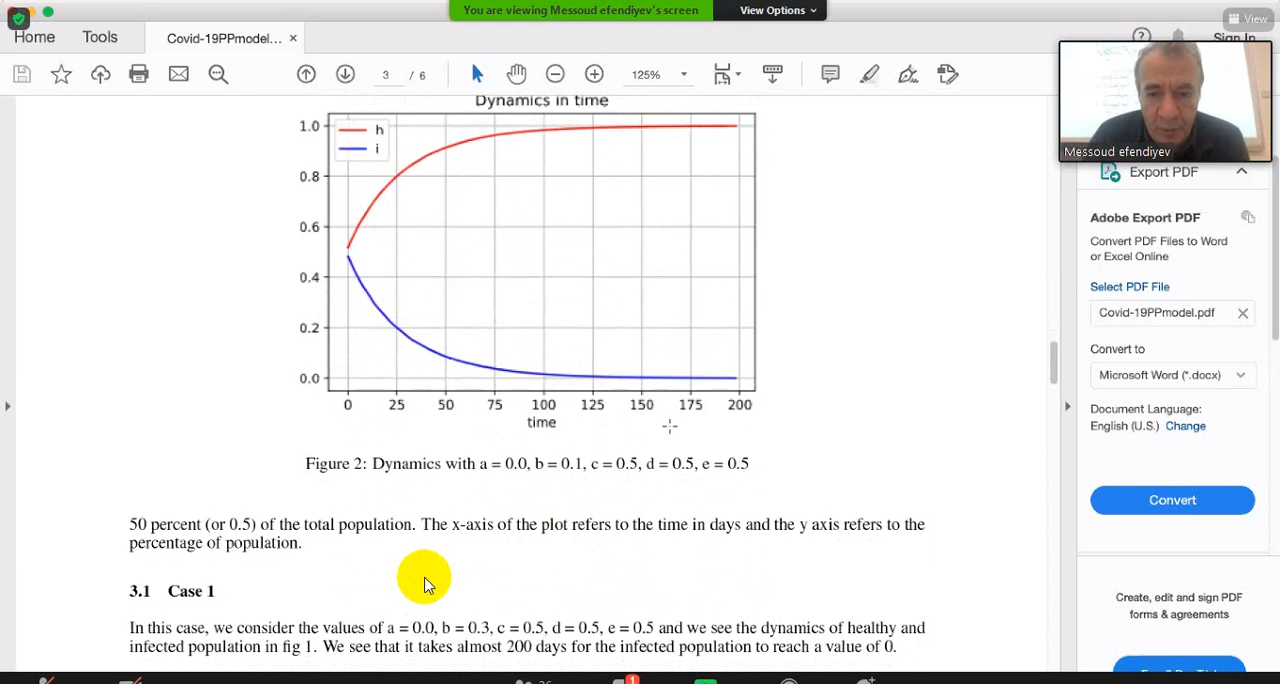 You are viewing Messoud efendiyev's screen
View Options
View
Home
Tools
Covid-19PPmodel...
Sign In
3 / 6
125%
Messoud efendiyev
Dynamics in time
h
i
1.0
0.8
0.6
0.4
0.2
0.0
0 25 50 75 100 125 150 175 200
time
Figure 2: Dynamics with a = 0.0, b = 0.1, c = 0.5, d = 0.5, e = 0.5
50 percent (or 0.5) of the total population. The x-axis of the plot refers to the time in days and the y axis refers to the
percentage of population.
3.1 Case 1
In this case, we consider the values of a = 0.0, b = 0.3, c = 0.5, d = 0.5, e = 0.5 and we see the dynamics of healthy and
infected population in fig 1. We see that it takes almost 200 days for the infected population to reach a value of 0.
Export PDF
Adobe Export PDF
Convert PDF Files to Word
or Excel Online
Select PDF File
Covid-19PPmodel.pdf
Convert to
Microsoft Word (*.docx)
Document Language:
English (U.S.) Change
Convert
Create, edit and sign PDF
forms & agreements
1